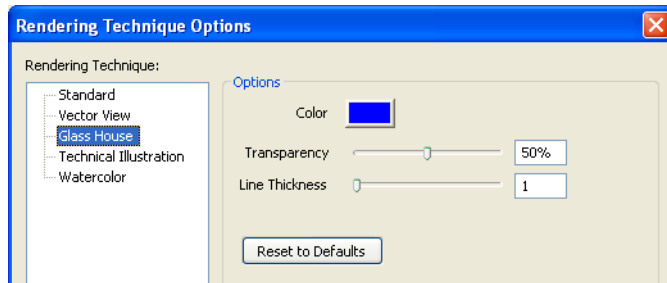 Rendering Technique Options
Rendering Technique:
Standard
Vector View
Glass House
Technical Illustration
Watercolor
Options
Color
Transparency 50%
Line Thickness 1
Reset to Defaults